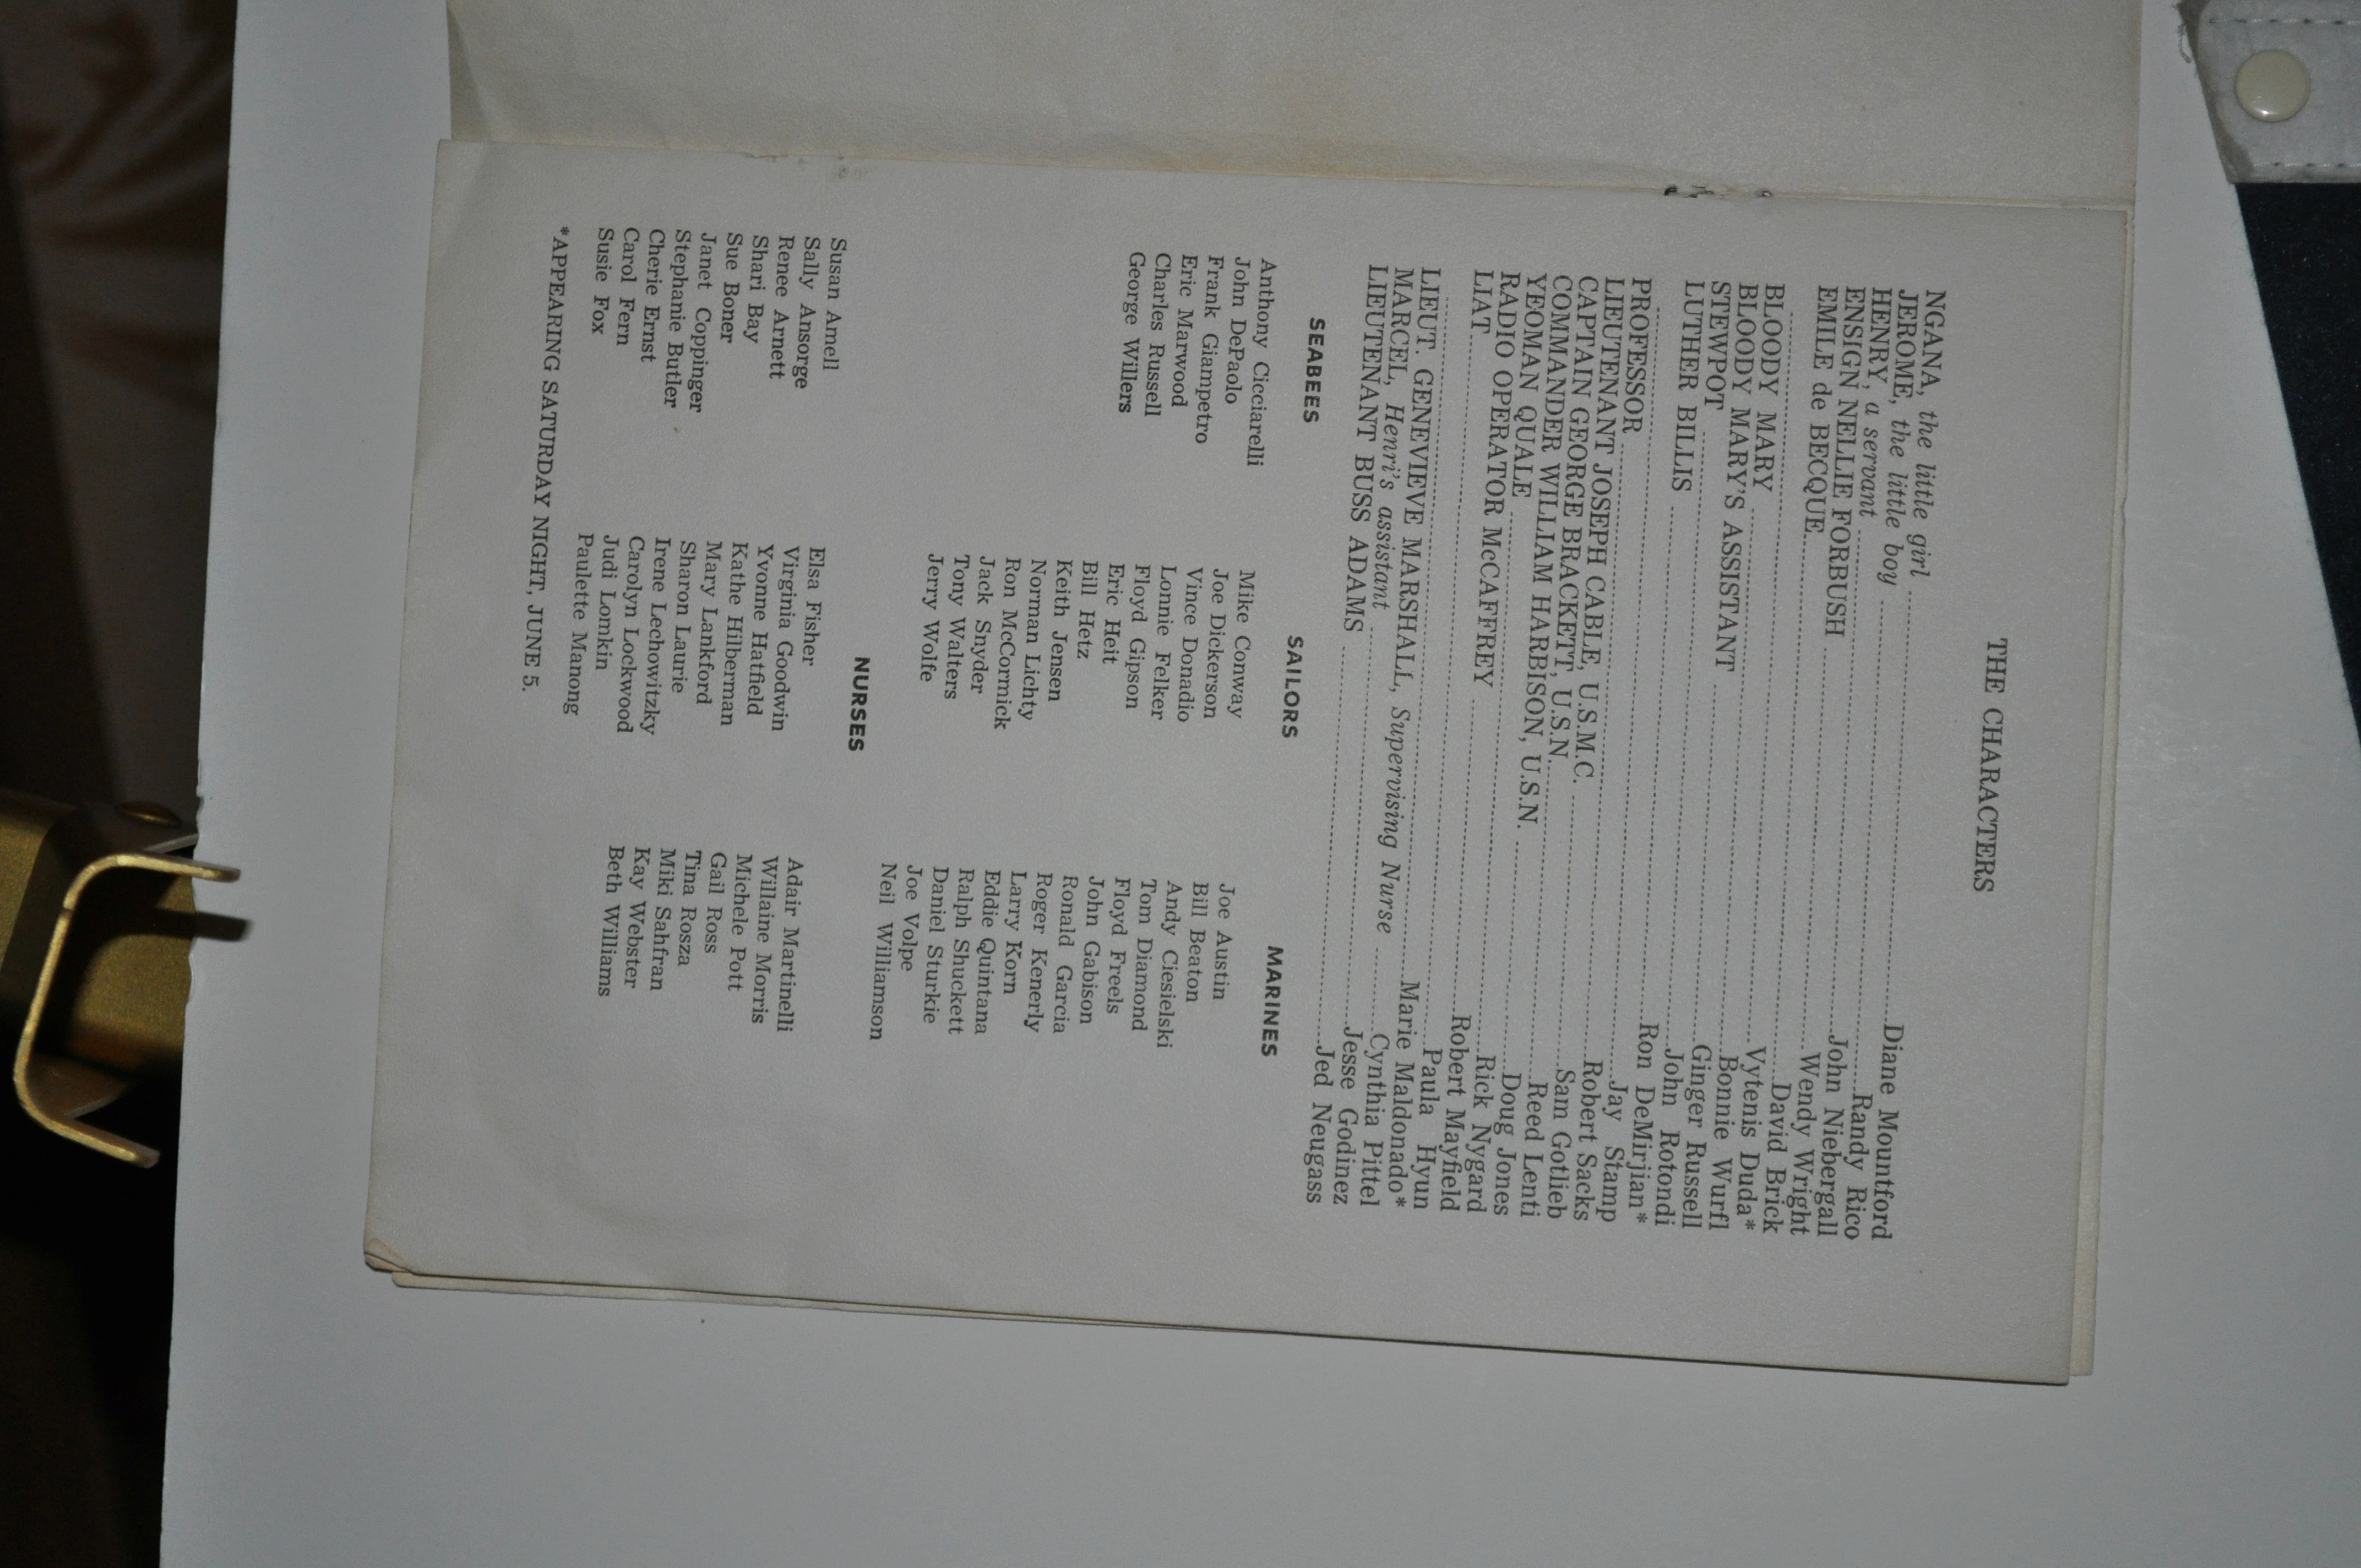 THE CHARACTERS
NGANA, the little girl ........ Diane Mountford
JEROME, the little boy ........ Randy Rico
HENRY, a servant ........ John Niebergall
ENSIGN NELLIE FORBUSH ........ Wendy Wright
EMILE de BECQUE ........ David Brick
........ Vytenis Duda*
BLOODY MARY ........ Bonnie Wurfl
BLOODY MARY'S ASSISTANT ........ Ginger Russell
STEWPOT ........ John Rotondi
LUTHER BILLIS ........ Ron DeMirjian*
........ Jay Stamp
PROFESSOR ........ Robert Sacks
LIEUTENANT JOSEPH CABLE, U.S.M.C. ........ Sam Gotlieb
CAPTAIN GEORGE BRACKETT, U.S.N. ........ Reed Lenti
COMMANDER WILLIAM HARBISON, U.S.N. ........ Doug Jones
YEOMAN QUALE ........ Rick Nygard
RADIO OPERATOR McCAFFREY ........ Robert Mayfield
LIAT ........ Paula Hyun
........ Marie Maldonado*
LIEUT. GENEVIEVE MARSHALL, Supervising Nurse ........ Cynthia Pittel
MARCEL, Henri's assistant ........ Jesse Godinez
LIEUTENANT BUSS ADAMS ........ Jed Neugass
SEABEES
Anthony Cicciarelli
John DePaolo
Frank Giampetro
Eric Marwood
Charles Russell
George Willers
SAILORS
Mike Conway
Joe Dickerson
Vince Donadio
Lonnie Felker
Floyd Gipson
Eric Heit
Bill Hetz
Keith Jensen
Norman Lichty
Ron McCormick
Jack Snyder
Tony Walters
Jerry Wolfe
MARINES
Joe Austin
Bill Beaton
Andy Ciesielski
Tom Diamond
Floyd Freels
John Gabison
Ronald Garcia
Roger Kenerly
Larry Korn
Eddie Quintana
Ralph Shuckett
Daniel Sturkie
Joe Volpe
Neil Williamson
NURSES
Susan Amell
Sally Ansorge
Renee Arnett
Shari Bay
Sue Boner
Janet Coppinger
Stephanie Butler
Cherie Ernst
Carol Fern
Susie Fox
Elsa Fisher
Virginia Goodwin
Yvonne Hatfield
Kathe Hilberman
Mary Lankford
Sharon Laurie
Irene Lechowitzky
Carolyn Lockwood
Judi Lomkin
Paulette Manong
Adair Martinelli
Willaine Morris
Michele Pott
Gail Ross
Tina Rosza
Miki Sahfran
Kay Webster
Beth Williams
*APPEARING SATURDAY NIGHT, JUNE 5.